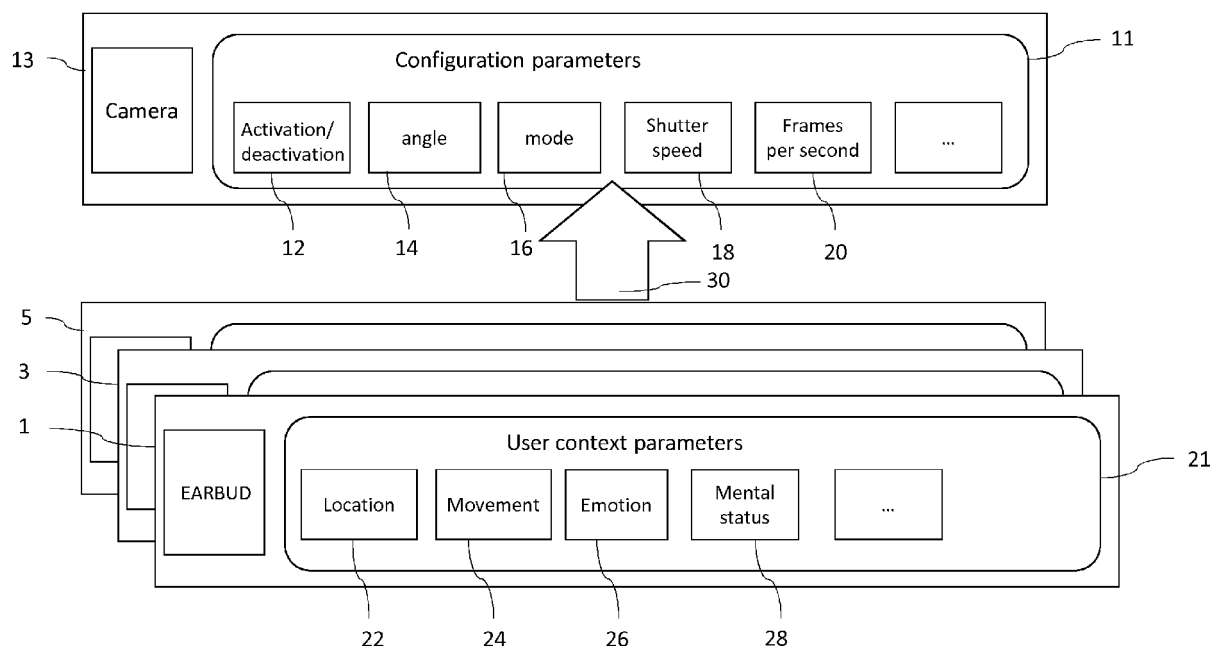 13
Camera
Configuration parameters
11
Activation/
deactivation
angle
mode
Shutter
speed
Frames
per second
...
12
14
16
18
20
30
5
3
1
EARBUD
User context parameters
21
Location
Movement
Emotion
Mental
status
...
22
24
26
28